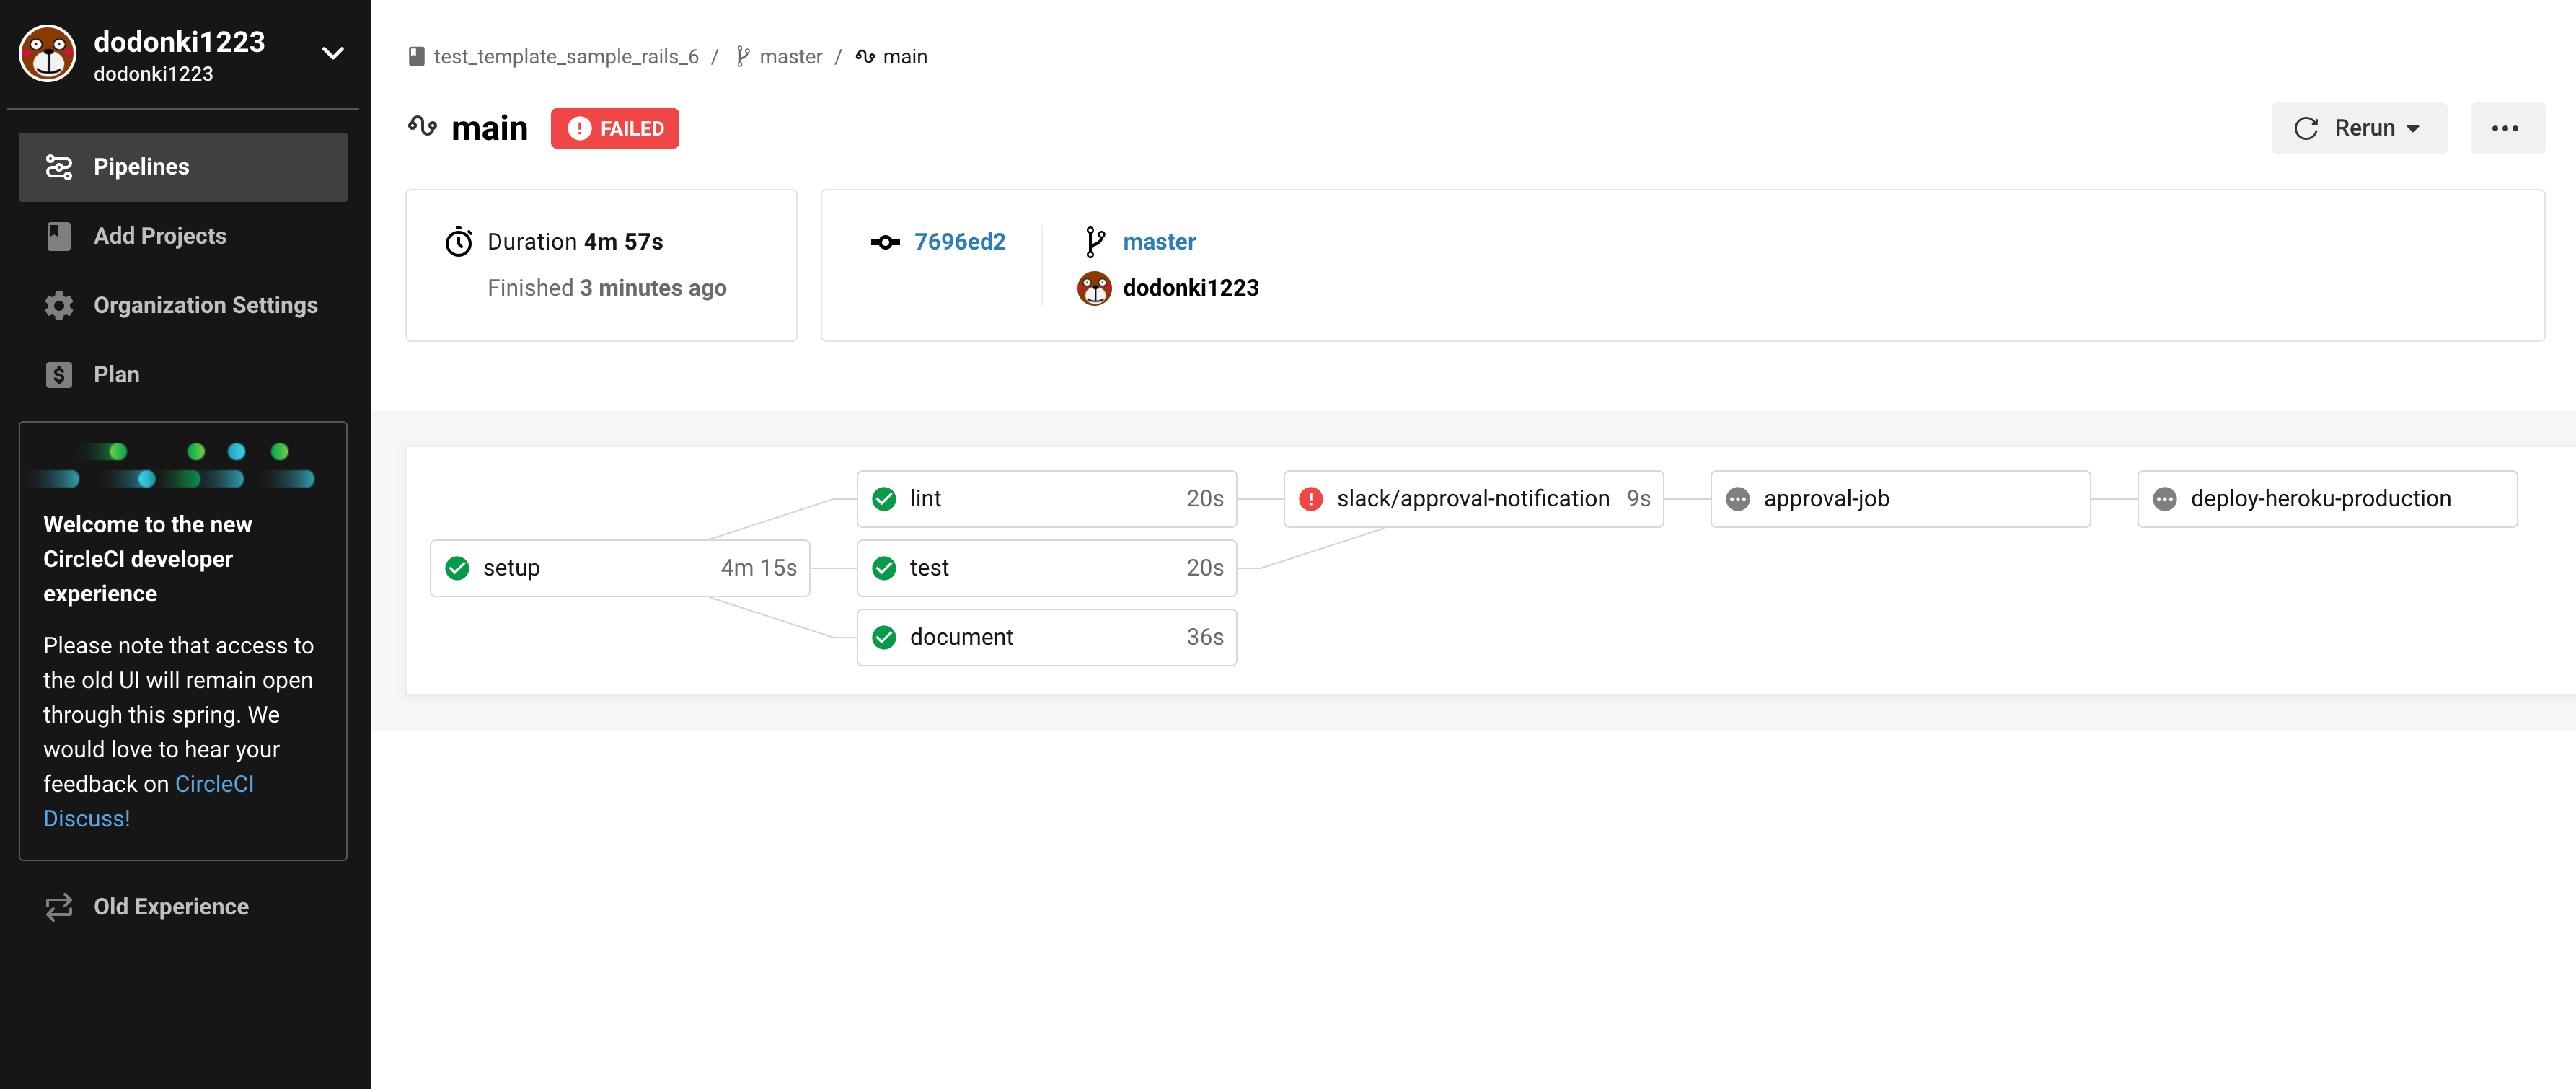 dodonki1223
dodonki1223
Pipelines
Add Projects
Organization Settings
Plan
Welcome to the new
CircleCI developer
experience
Please note that access to
the old UI will remain open
through this spring. We
would love to hear your
feedback on CircleCI
Discuss!
Old Experience
test_template_sample_rails_6 / master / main
main FAILED
Rerun
Duration 4m 57s
Finished 3 minutes ago
7696ed2
master
dodonki1223
setup 4m 15s
lint 20s
test 20s
document 36s
slack/approval-notification 9s
approval-job
deploy-heroku-production